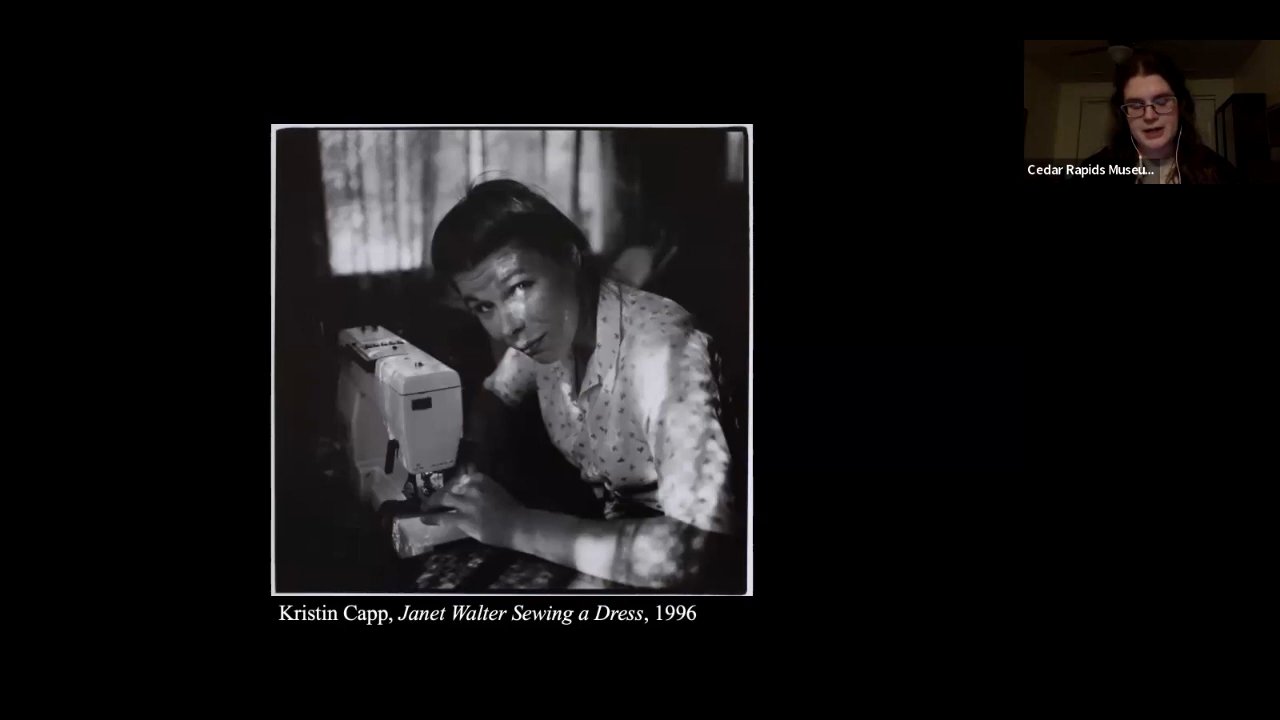 Cedar Rapids Museu...
Kristin Capp, Janet Walter Sewing a Dress, 1996